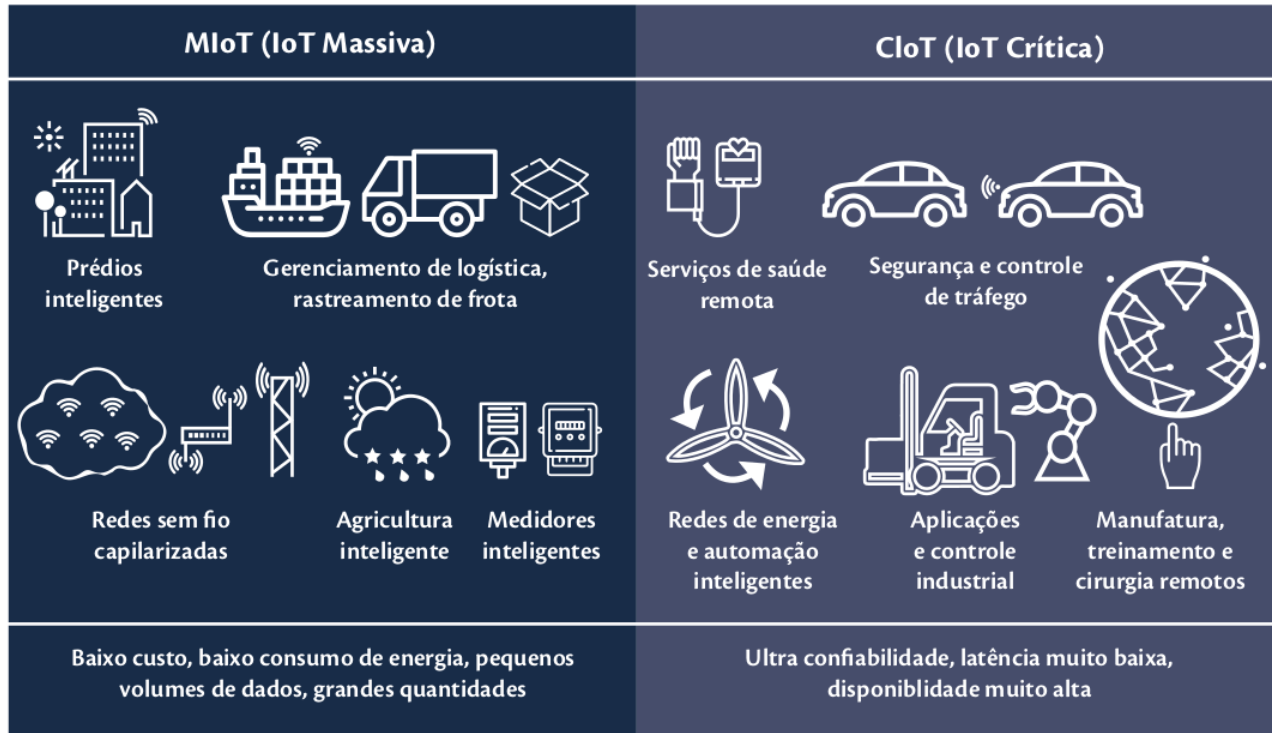 MIoT (IoT Massiva)
Prédios
inteligentes
Gerenciamento de logística,
rastreamento de frota
Redes sem fio
capilarizadas
Agricultura
inteligente
Medidores
inteligentes
Baixo custo, baixo consumo de energia, pequenos
volumes de dados, grandes quantidades
CIoT (IoT Crítica)
Serviços de saúde
remota
Segurança e controle
de tráfego
Redes de energia
e automação
inteligentes
Aplicações
e controle
industrial
Manufatura,
treinamento e
cirurgia remotos
Ultra confiabilidade, latência muito baixa,
disponiblidade muito alta